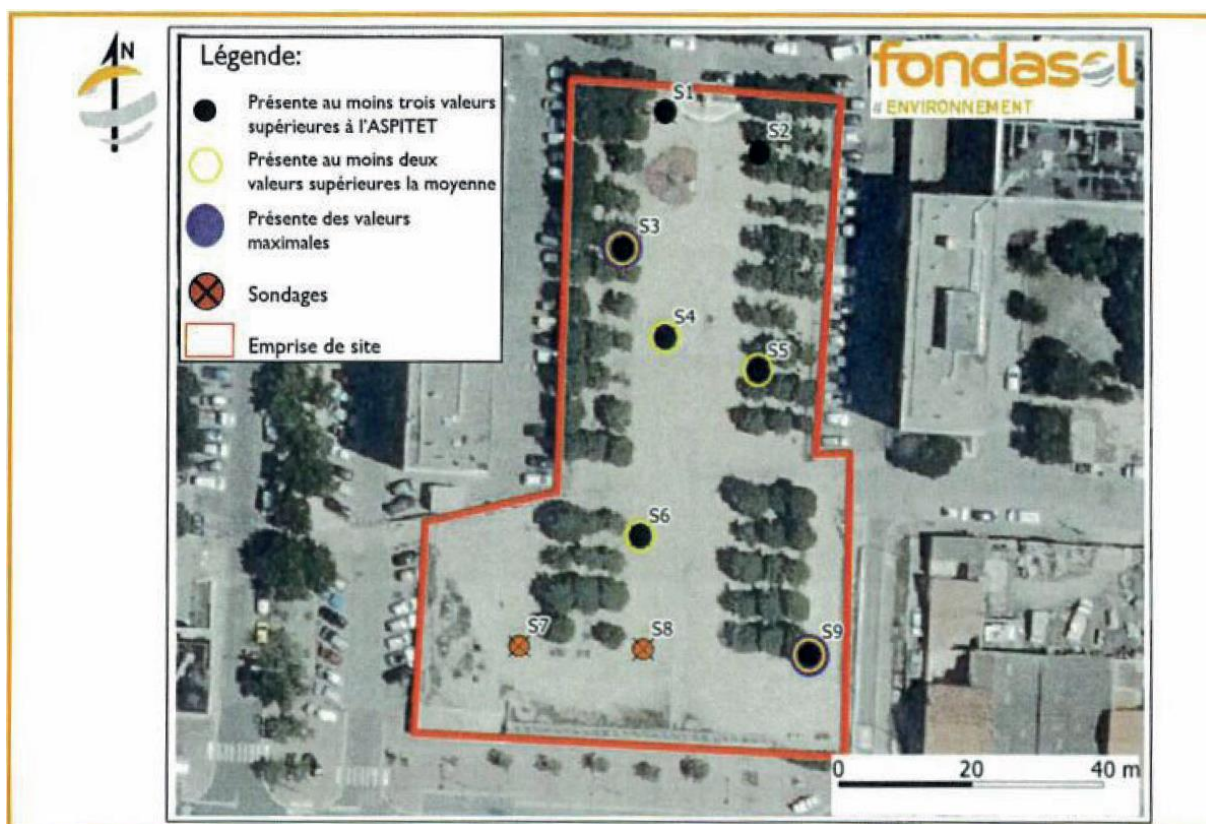 N
Légende:
Présente au moins trois valeurs
supérieures à l'ASPITET
Présente au moins deux
valeurs supérieures la moyenne
Présente des valeurs
maximales
Sondages
Emprise de site
fondasol
ENVIRONNEMENT
S1
S2
S3
S4
S5
S6
S7
S8
S9
0 20 40 m